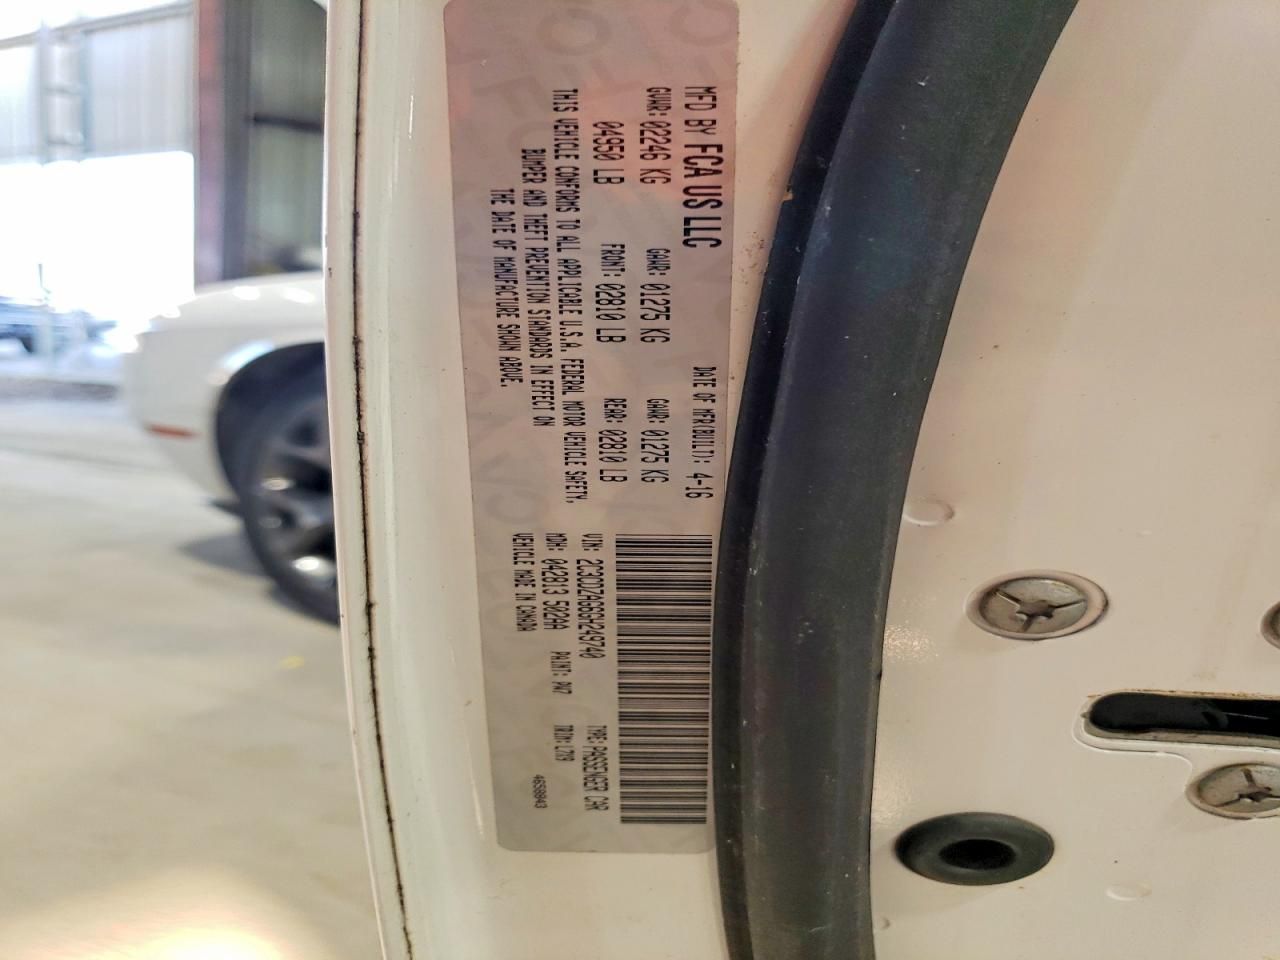 MFD BY FCA US LLC
DATE OF MFR(BUILT): 4-16
GVWR: 02246 KG
GAWR: 01275 KG
GAWR: 01275 KG
04950 LB
FRONT: 02810 LB
REAR: 02810 LB
THIS VEHICLE CONFORMS TO ALL APPLICABLE U.S.A. FEDERAL MOTOR VEHICLE SAFETY,
BUMPER AND THEFT PREVENTION STANDARDS IN EFFECT ON
THE DATE OF MANUFACTURE SHOWN ABOVE.
VIN: 2C3CDZAG6GH249740
TYPE: PASSENGER CAR
MDH: 042813 5029A
PAINT: PW7
TRIM: L7X9
VEHICLE MADE IN CANADA
4658843